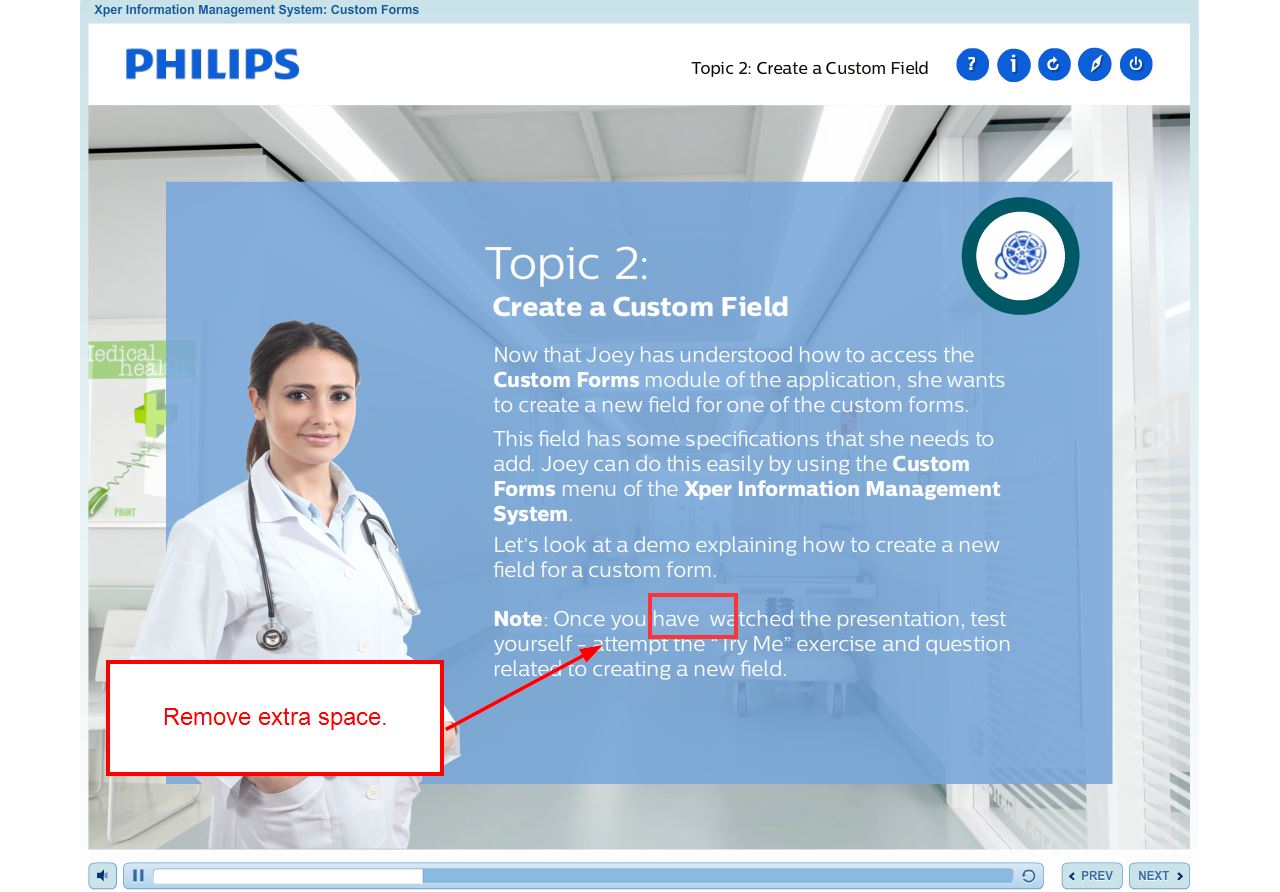 Xper Information Management System: Custom Forms
PHILIPS
Topic 2: Create a Custom Field
?
i
Topic 2:
Create a Custom Field
Now that Joey has understood how to access the
Custom Forms module of the application, she wants
to create a new field for one of the custom forms.
This field has some specifications that she needs to
add. Joey can do this easily by using the Custom
Forms menu of the Xper Information Management
System.
Let's look at a demo explaining how to create a new
field for a custom form.
Note: Once you have  watched the presentation, test
yourself – attempt the "Try Me" exercise and question
related to creating a new field.
edical
health
PRINT
Remove extra space.
PREV
NEXT